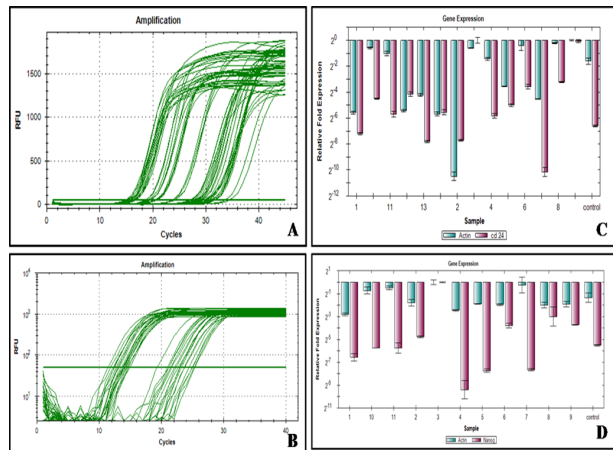 Amplification
RFU
1500
1000
500
0
0 10 20 30 40
Cycles
A
Gene Expression
Relative Fold Expression
2^0
2^-2
2^-4
2^-6
2^-8
2^-10
2^-12
1 11 13 2 4 6 8 control
Sample
Actin cd 24
C
Amplification
RFU
10^4
10^3
10^2
10^1
0 10 20 30 40
Cycles
B
Gene Expression
Relative Fold Expression
2^1
2^-1
2^-3
2^-5
2^-7
2^-9
2^-11
1 10 11 2 3 4 5 6 7 8 9 control
Sample
Actin Nanog
D